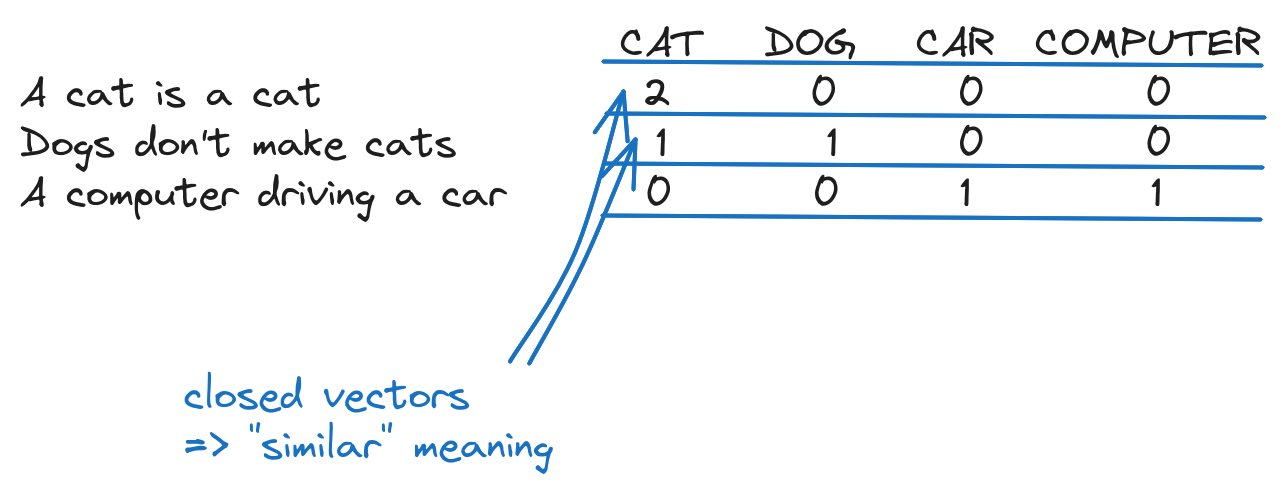 CAT DOG CAR COMPUTER
A cat is a cat 2 0 0 0
Dogs don't make cats 1 1 0 0
A computer driving a car 0 0 1 1
closed vectors
=> "similar" meaning